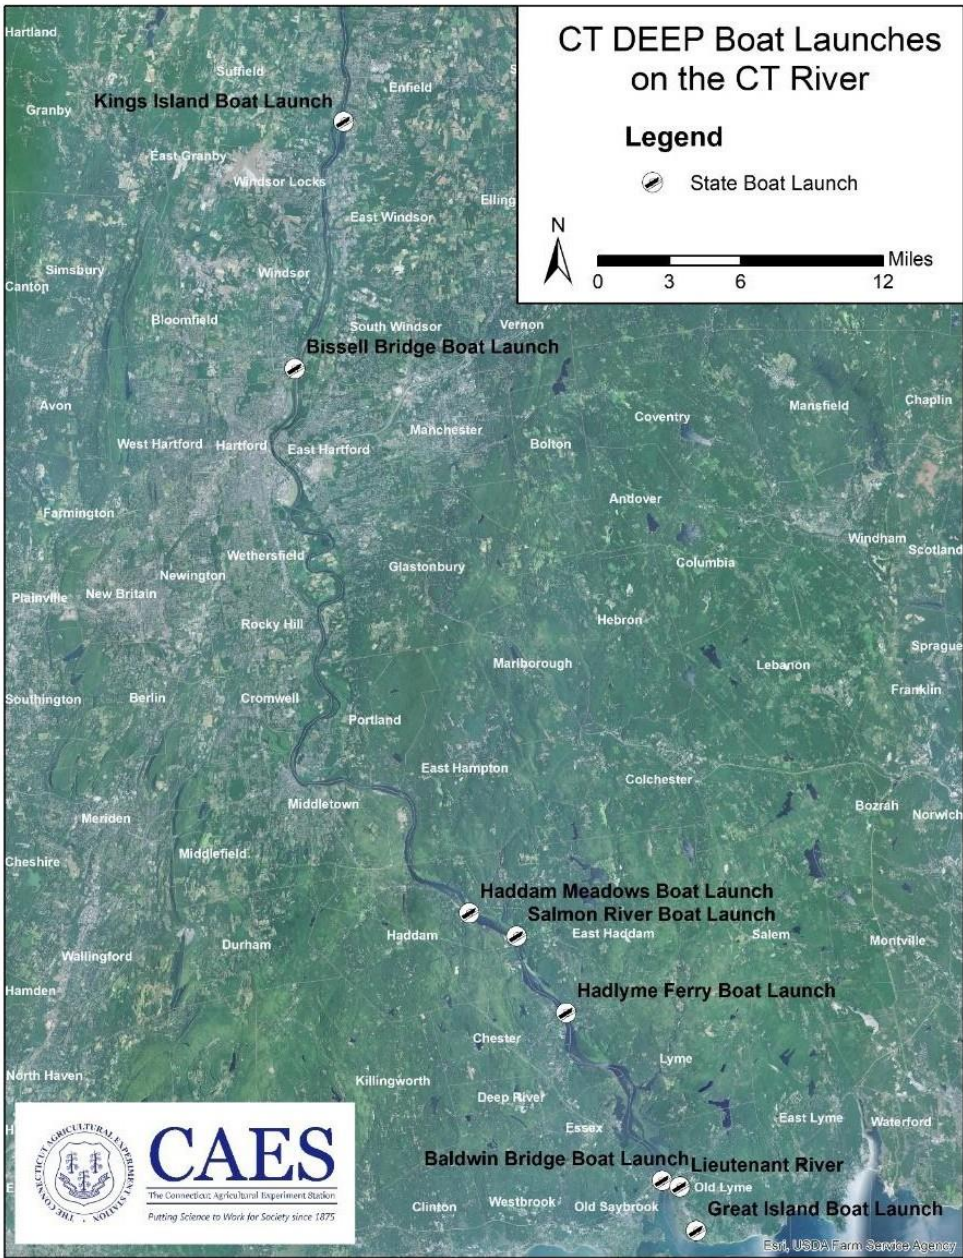 CT DEEP Boat Launches
on the CT River
Legend
State Boat Launch
N
Miles
0 3 6 12
Hartland
Suffield
Enfield
Kings Island Boat Launch
Granby
East Granby
Windsor Locks
East Windsor
Elling
Simsbury
Windsor
Canton
Bloomfield
South Windsor
Vernon
Bissell Bridge Boat Launch
Avon
Coventry
Mansfield
Chaplin
West Hartford
Hartford
East Hartford
Manchester
Bolton
Andover
Farmington
Windham
Scotland
Wethersfield
Glastonbury
Columbia
Newington
Plainville
New Britain
Rocky Hill
Hebron
Marlborough
Lebanon
Sprague
Franklin
Southington
Berlin
Cromwell
Portland
East Hampton
Colchester
Middletown
Bozrah
Norwich
Meriden
Cheshire
Middlefield
Haddam Meadows Boat Launch
Salmon River Boat Launch
Haddam
East Haddam
Salem
Montville
Durham
Wallingford
Hamden
Hadlyme Ferry Boat Launch
Chester
Lyme
North Haven
Killingworth
Deep River
East Lyme
Waterford
Essex
Baldwin Bridge Boat Launch
Lieutenant River
Old Lyme
Clinton
Westbrook
Old Saybrook
Great Island Boat Launch
THE CONNECTICUT AGRICULTURAL EXPERIMENT STATION
CAES
The Connecticut Agricultural Experiment Station
Putting Science to Work for Society since 1875
Esri, USDA Farm Service Agency